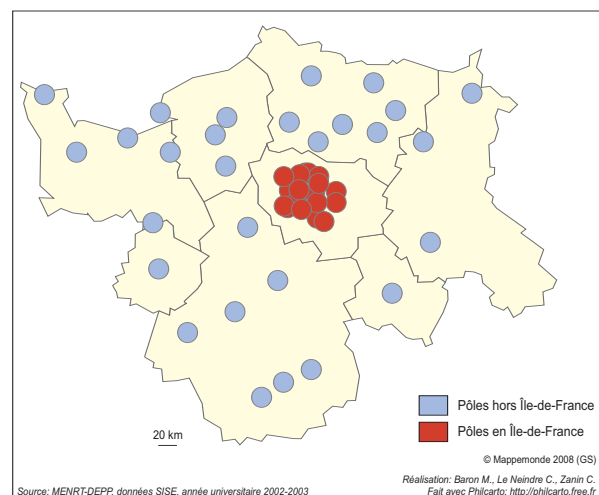 Pôles hors Île-de-France
Pôles en Île-de-France
20 km
© Mappemonde 2008 (GS)
Réalisation: Baron M., Le Neindre C., Zanin C.
Source: MENRT-DEPP, données SISE, année universitaire 2002-2003
Fait avec Philcarto: http://philcarto.free.fr